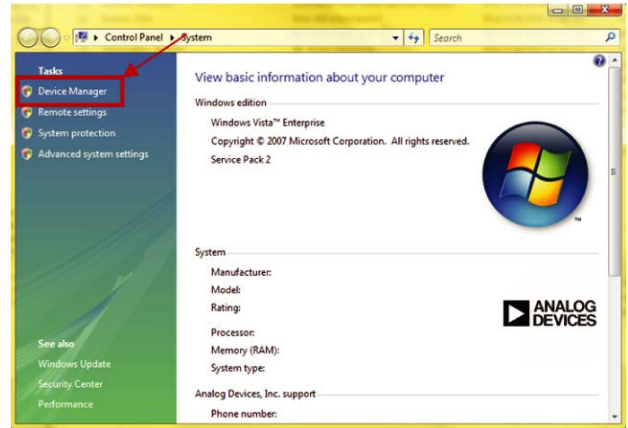 Control Panel System
Search
Tasks
Device Manager
Remote settings
System protection
Advanced system settings
See also
Windows Update
Security Center
Performance
View basic information about your computer
Windows edition
Windows Vista™ Enterprise
Copyright © 2007 Microsoft Corporation. All rights reserved.
Service Pack 2
TM
System
Manufacturer:
Model:
Rating:
Processor:
Memory (RAM):
System type:
ANALOG
DEVICES
Analog Devices, Inc. support
Phone number: